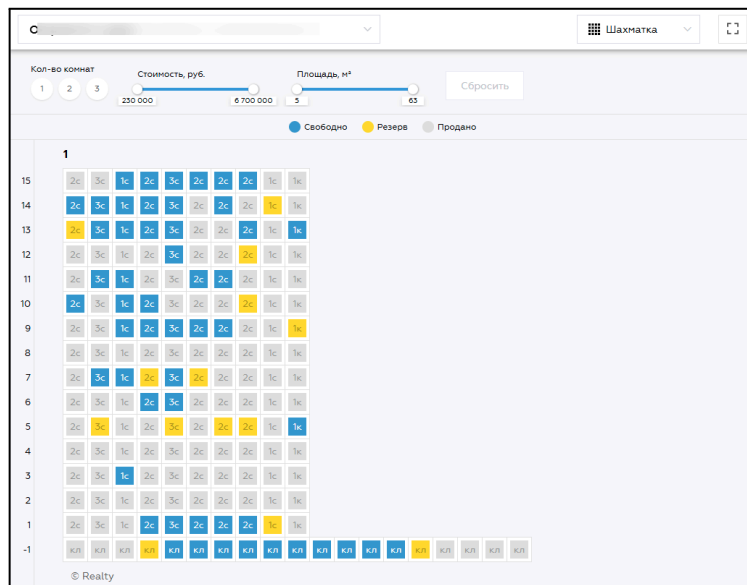 Шахматка
Кол-во комнат
Стоимость, руб.
Площадь, м²
1 2 3
Сбросить
230 000 6 700 000 5 63
Свободно Резерв Продано
1
15 2с 3с 1с 2с 3с 2с 2с 2с 1с 1к
14 2с 3с 1с 2с 3с 2с 2с 2с 1с 1к
13 2с 3с 1с 2с 3с 2с 2с 2с 1с 1к
12 2с 3с 1с 2с 3с 2с 2с 2с 1с 1к
11 2с 3с 1с 2с 3с 2с 2с 2с 1с 1к
10 2с 3с 1с 2с 3с 2с 2с 2с 1с 1к
9 2с 3с 1с 2с 3с 2с 2с 2с 1с 1к
8 2с 3с 1с 2с 3с 2с 2с 2с 1с 1к
7 2с 3с 1с 2с 3с 2с 2с 2с 1с 1к
6 2с 3с 1с 2с 3с 2с 2с 2с 1с 1к
5 2с 3с 1с 2с 3с 2с 2с 2с 1с 1к
4 2с 3с 1с 2с 3с 2с 2с 2с 1с 1к
3 2с 3с 1с 2с 3с 2с 2с 2с 1с 1к
2 2с 3с 1с 2с 3с 2с 2с 2с 1с 1к
1 2с 3с 1с 2с 3с 2с 2с 2с 1с 1к
-1 кл кл кл кл кл кл кл кл кл кл кл кл кл кл кл кл кл кл кл
© Realty